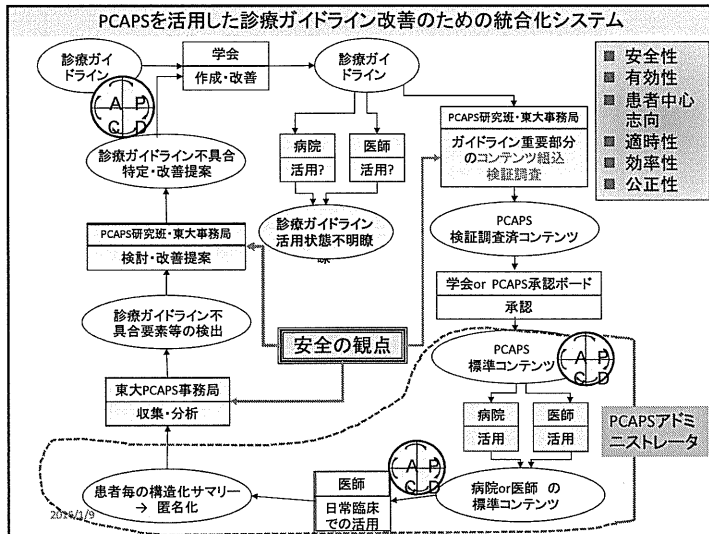 PCAPSを活用した診療ガイドライン改善のための統合化システム
診療ガイ
ドライン
学会
作成・改善
診療ガイ
ドライン
A P
C D
■ 安全性
■ 有効性
■ 患者中心
志向
■ 適時性
■ 効率性
■ 公正性
PCAPS研究班・東大事務局
ガイドライン重要部分
のコンテンツ組込
検証調査
病院
活用?
医師
活用?
診療ガイドライン不具合
特定・改善提案
診療ガイドライン
活用状態不明瞭
瞭
PCAPS
検証調査済コンテンツ
PCAPS研究班・東大事務局
検討・改善提案
学会or PCAPS承認ボード
承認
診療ガイドライン不
具合要素等の検出
安全の観点
PCAPS
標準コンテンツ
A P
C D
東大PCAPS事務局
収集・分析
病院
活用
医師
活用
PCAPSアドミ
ニストレータ
A P
C D
患者毎の構造化サマリー
→ 匿名化
医師
日常臨床
での活用
病院or医師 の
標準コンテンツ